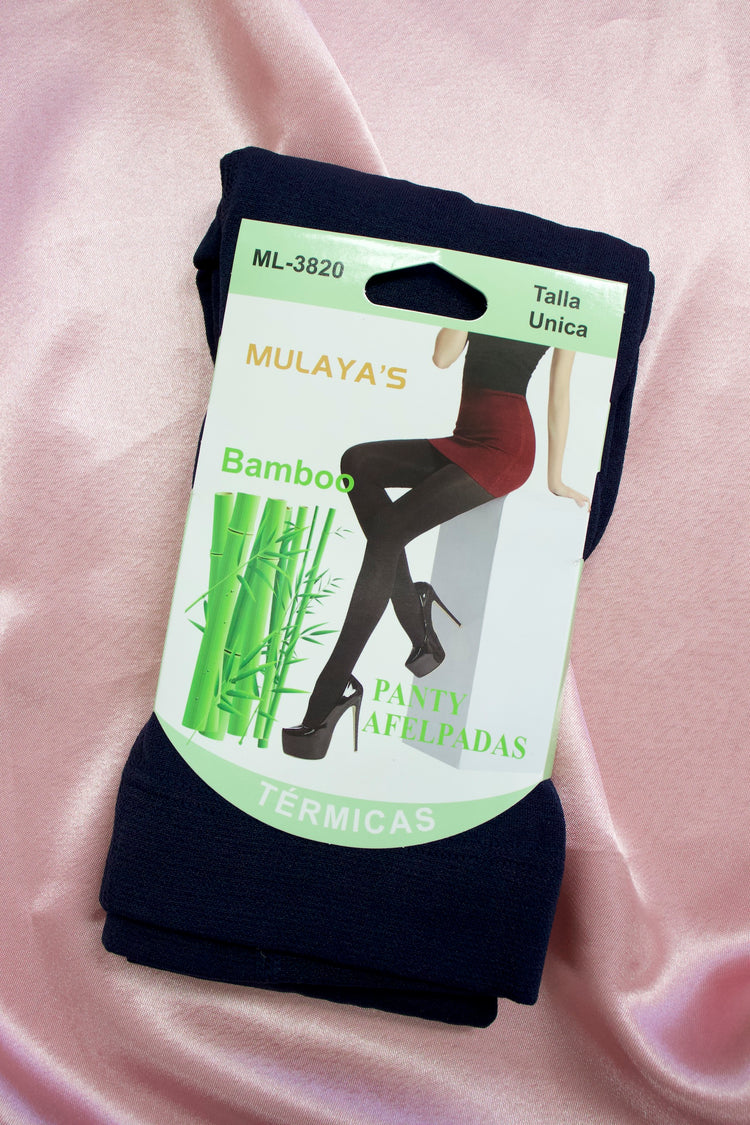 ML-3820
Talla
Unica
MULAYA'S
Bamboo
PANTY
AFELPADAS
TÉRMICAS